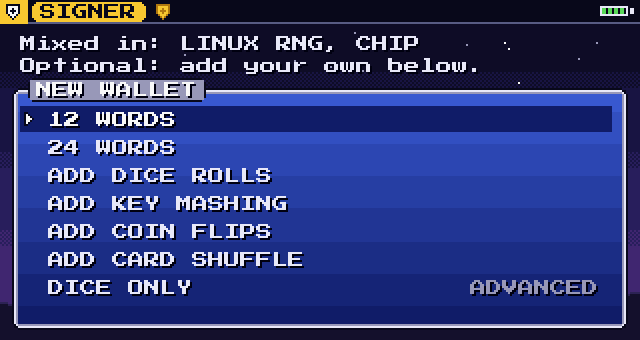 SIGNER
Mixed in: LINUX RNG, CHIP
Optional: add your own below.
NEW WALLET
12 WORDS
24 WORDS
ADD DICE ROLLS
ADD KEY MASHING
ADD COIN FLIPS
ADD CARD SHUFFLE
DICE ONLY ADVANCED